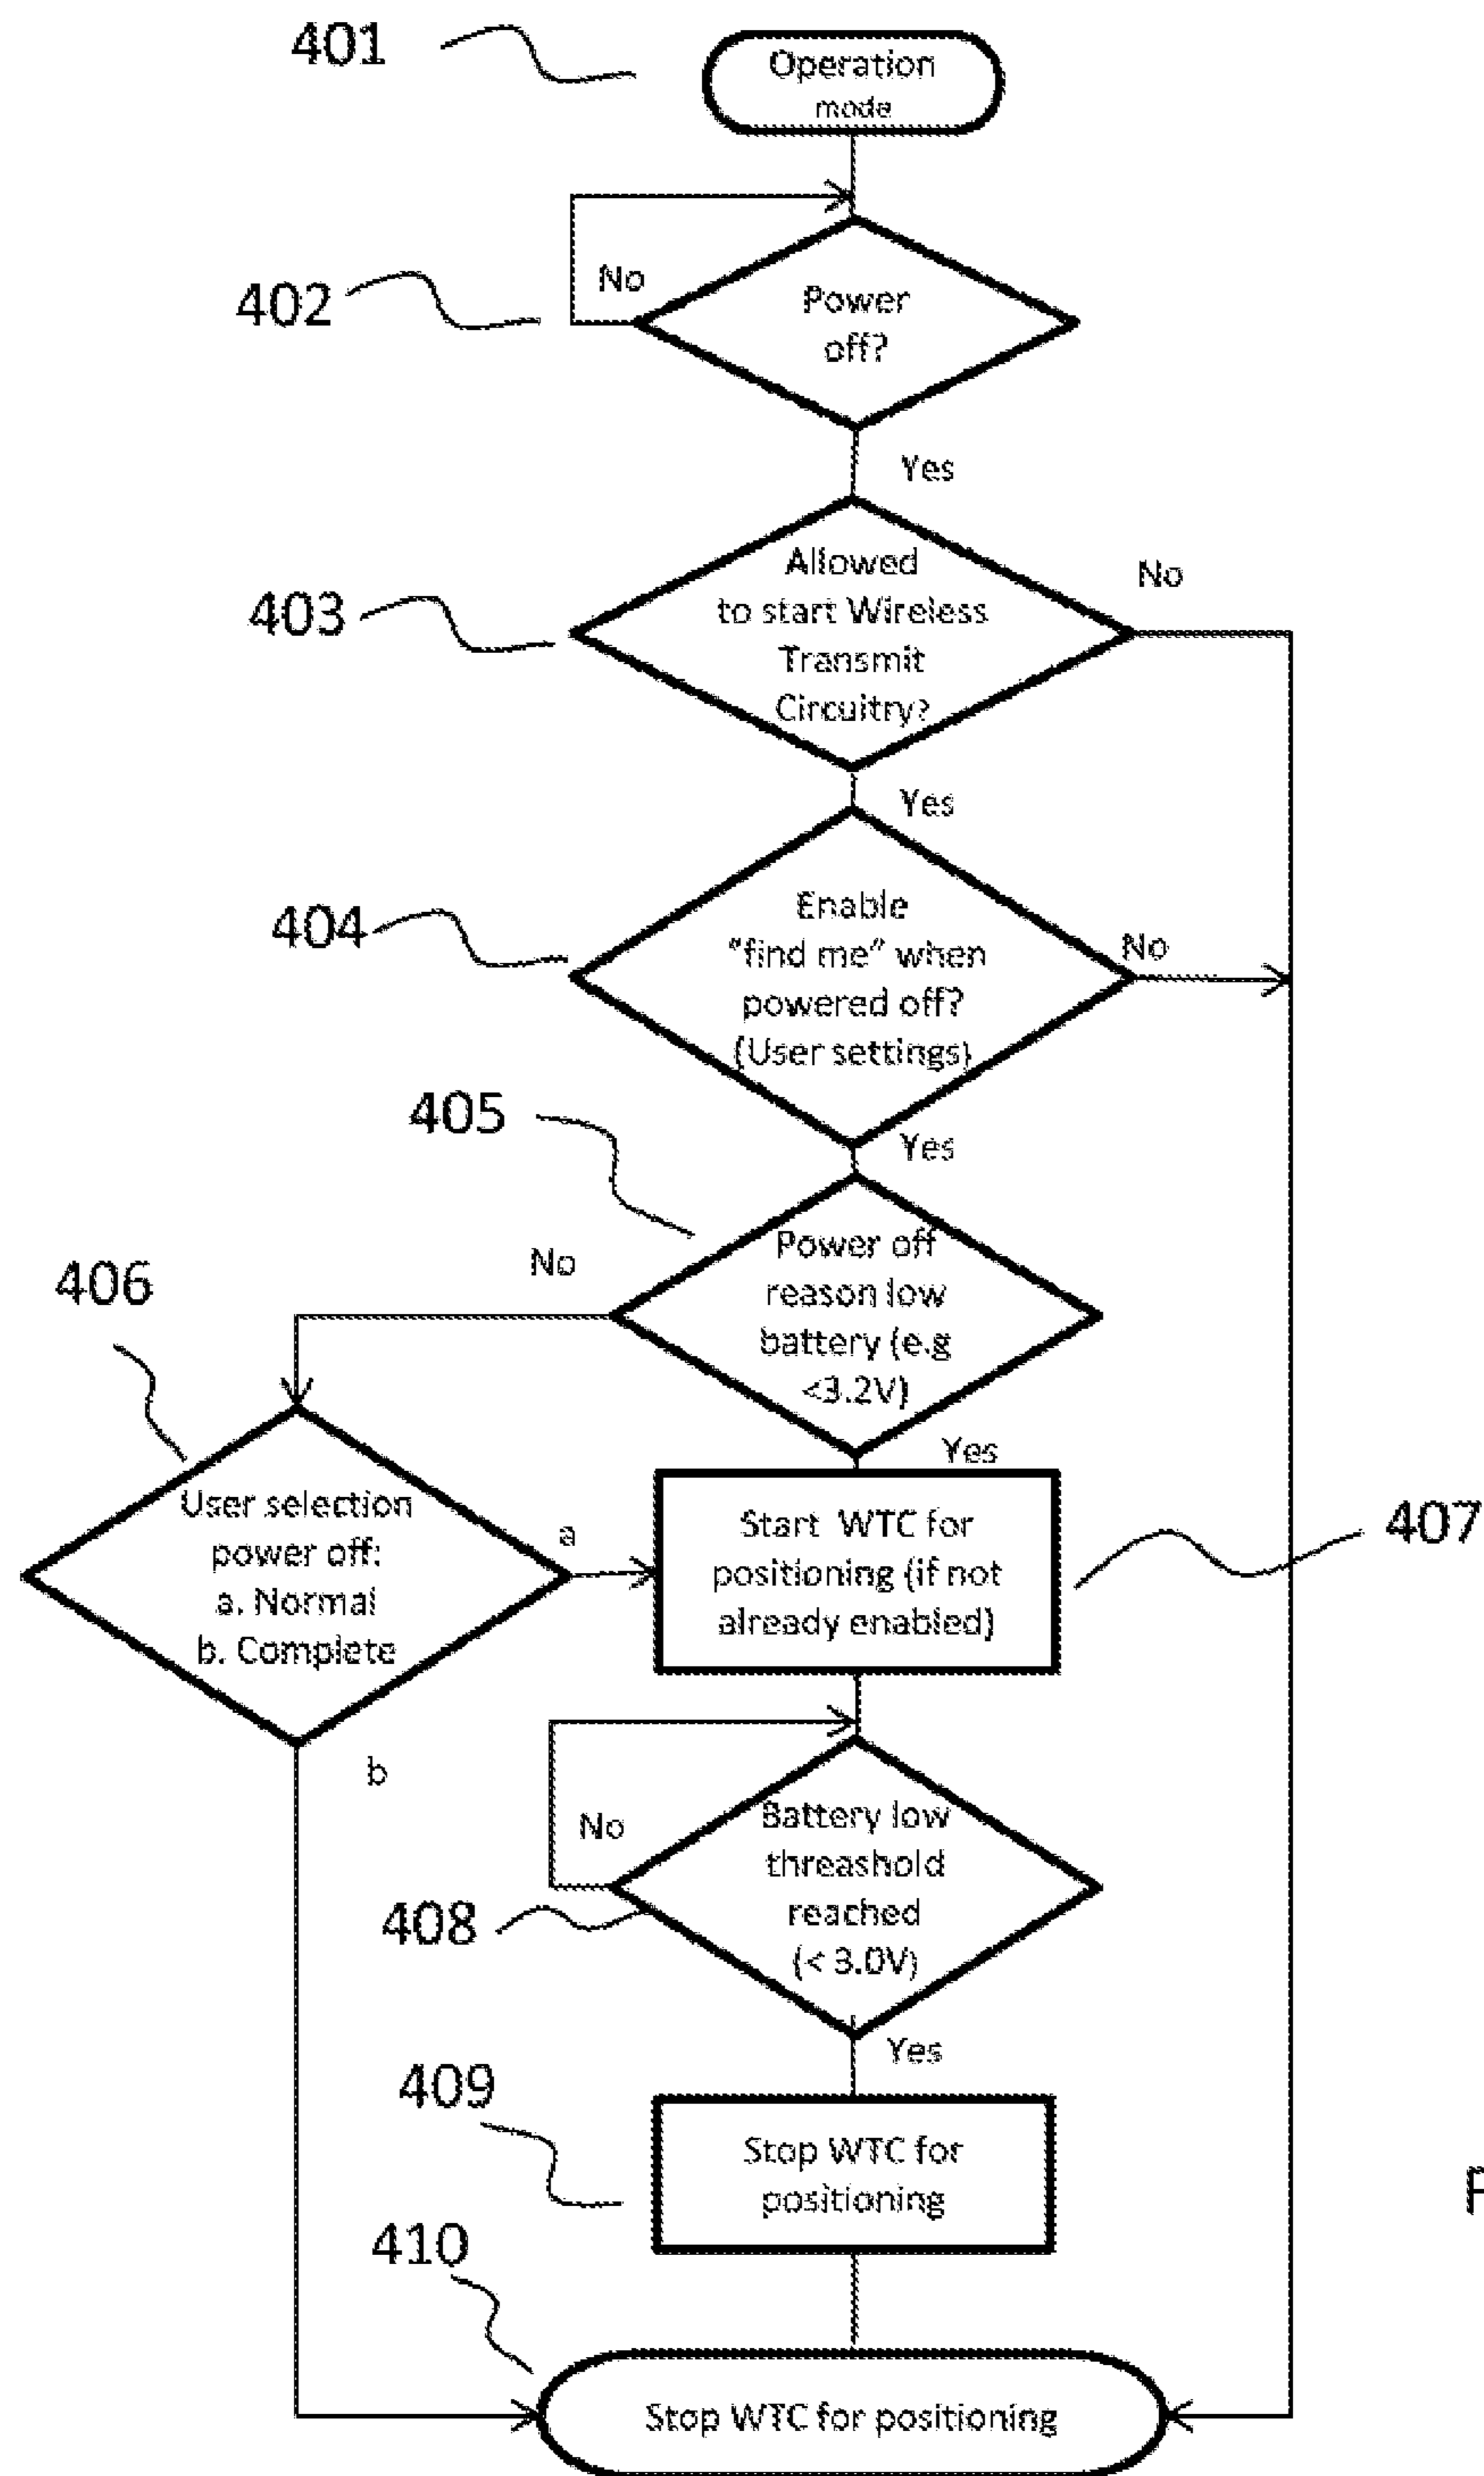 401
Operation
mode
No
402
Power
off?
Yes
Allowed
No
403
to start Wireless
Transmit
Circuitry?
Yes
Enable
404
"find me" when
No
powered off?
(User settings)
405
Yes
Power off
No
406
reason low
battery (e.g
<3.2V)
Yes
User selection
power off:
a. Normal
b. Complete
a
Start WTC for
positioning (if not
already enabled)
407
b
Battery low
No
threashold
reached
408
(< 3.0V)
Yes
409
Stop WTC for
positioning
410
Stop WTC for positioning